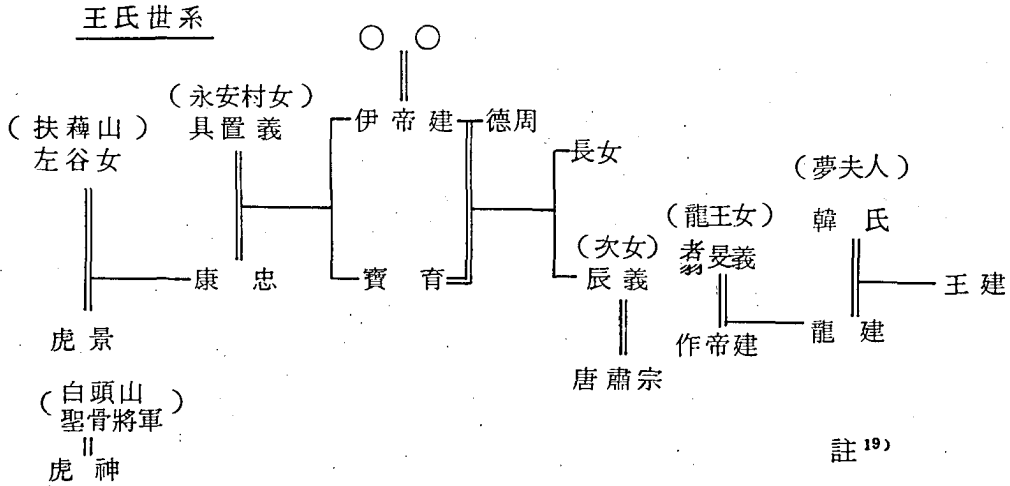 王氏世系
○ ○
(永安村女)
具置義
(扶蘓山)
左谷女
伊帝建
德周
長女
(夢夫人)
韓氏
(龍王女)
翥旻義
(次女)
辰義
康忠
寶育
王建
虎景
作帝建
龍建
唐肅宗
(白頭山
聖骨將軍)
虎神
註19)